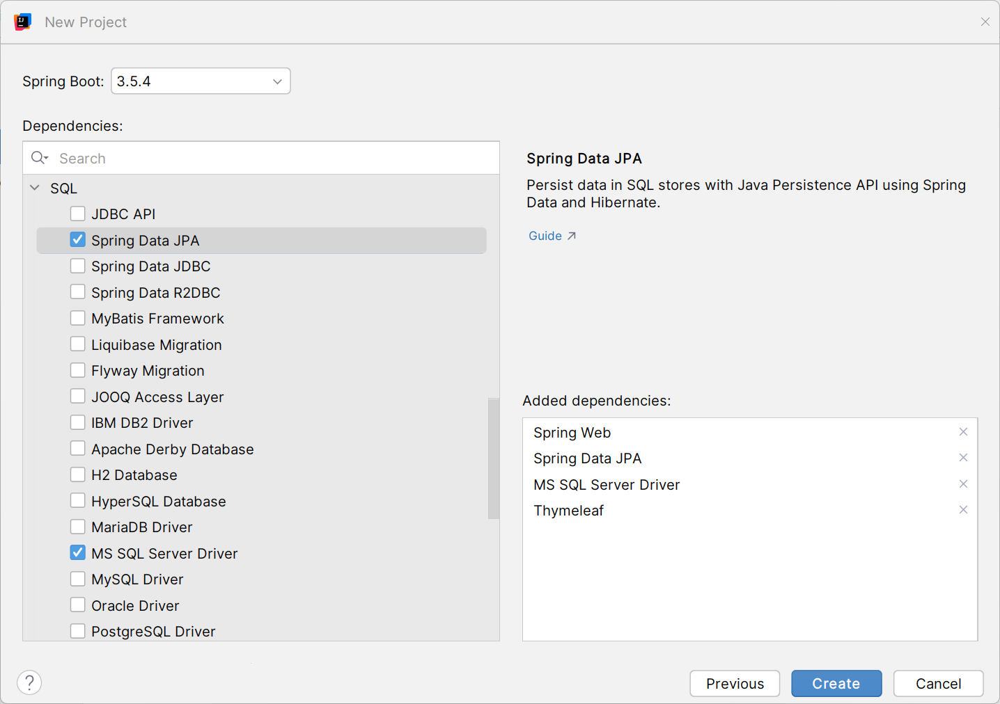 IJ
New Project
Spring Boot: 3.5.4
Dependencies:
Search
SQL
JDBC API
Spring Data JPA
Spring Data JDBC
Spring Data R2DBC
MyBatis Framework
Liquibase Migration
Flyway Migration
JOOQ Access Layer
IBM DB2 Driver
Apache Derby Database
H2 Database
HyperSQL Database
MariaDB Driver
MS SQL Server Driver
MySQL Driver
Oracle Driver
PostgreSQL Driver
Spring Data JPA
Persist data in SQL stores with Java Persistence API using Spring
Data and Hibernate.
Guide
Added dependencies:
Spring Web
Spring Data JPA
MS SQL Server Driver
Thymeleaf
?
Previous
Create
Cancel